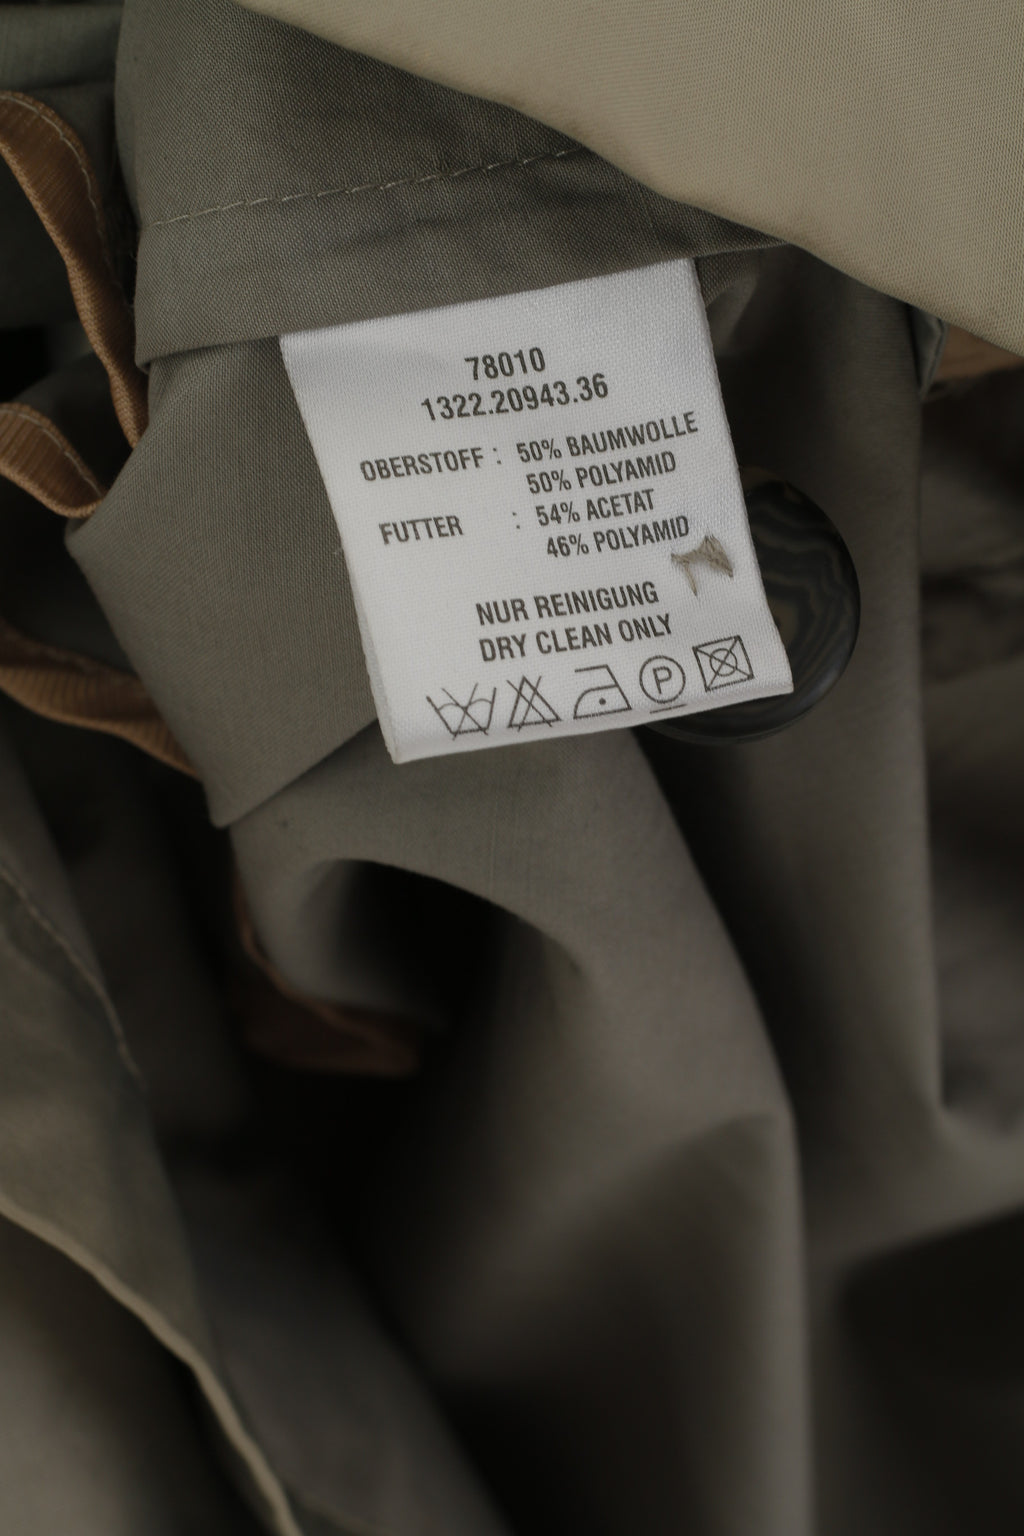 78010
1322.20943.36
OBERSTOFF : 50% BAUMWOLLE
50% POLYAMID
FUTTER : 54% ACETAT
46% POLYAMID
NUR REINIGUNG
DRY CLEAN ONLY
P